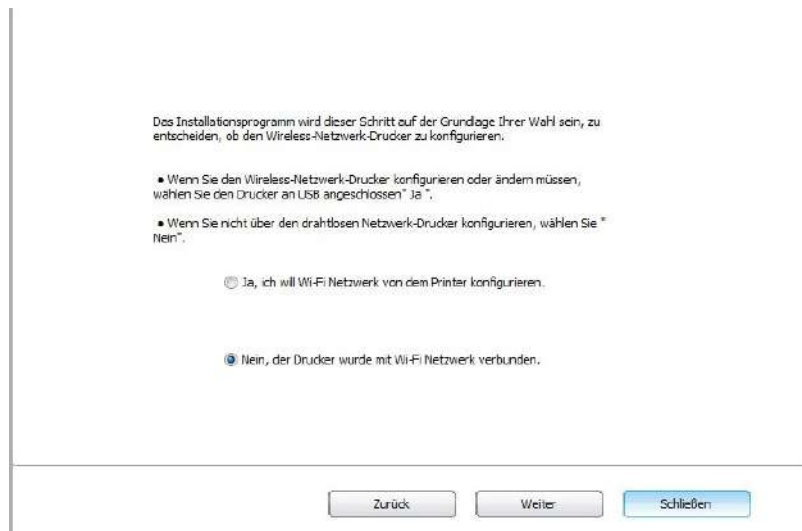 Das Installationsprogramm wird dieser Schritt auf der Grundlage Ihrer Wahl sein, zu
entscheiden, ob den Wireless-Netzwerk-Drucker zu konfigurieren.
• Wenn Sie den Wireless-Netzwerk-Drucker konfigurieren oder ändern müssen,
wählen Sie den Drucker an USB angeschlossen" Ja ".
• Wenn Sie nicht über den drahtlosen Netzwerk-Drucker konfigurieren, wählen Sie "
Nein".
Ja, ich will Wi-Fi Netzwerk von dem Printer konfigurieren.
Nein, der Drucker wurde mit Wi-Fi Netzwerk verbunden.
Zurück Weiter Schließen